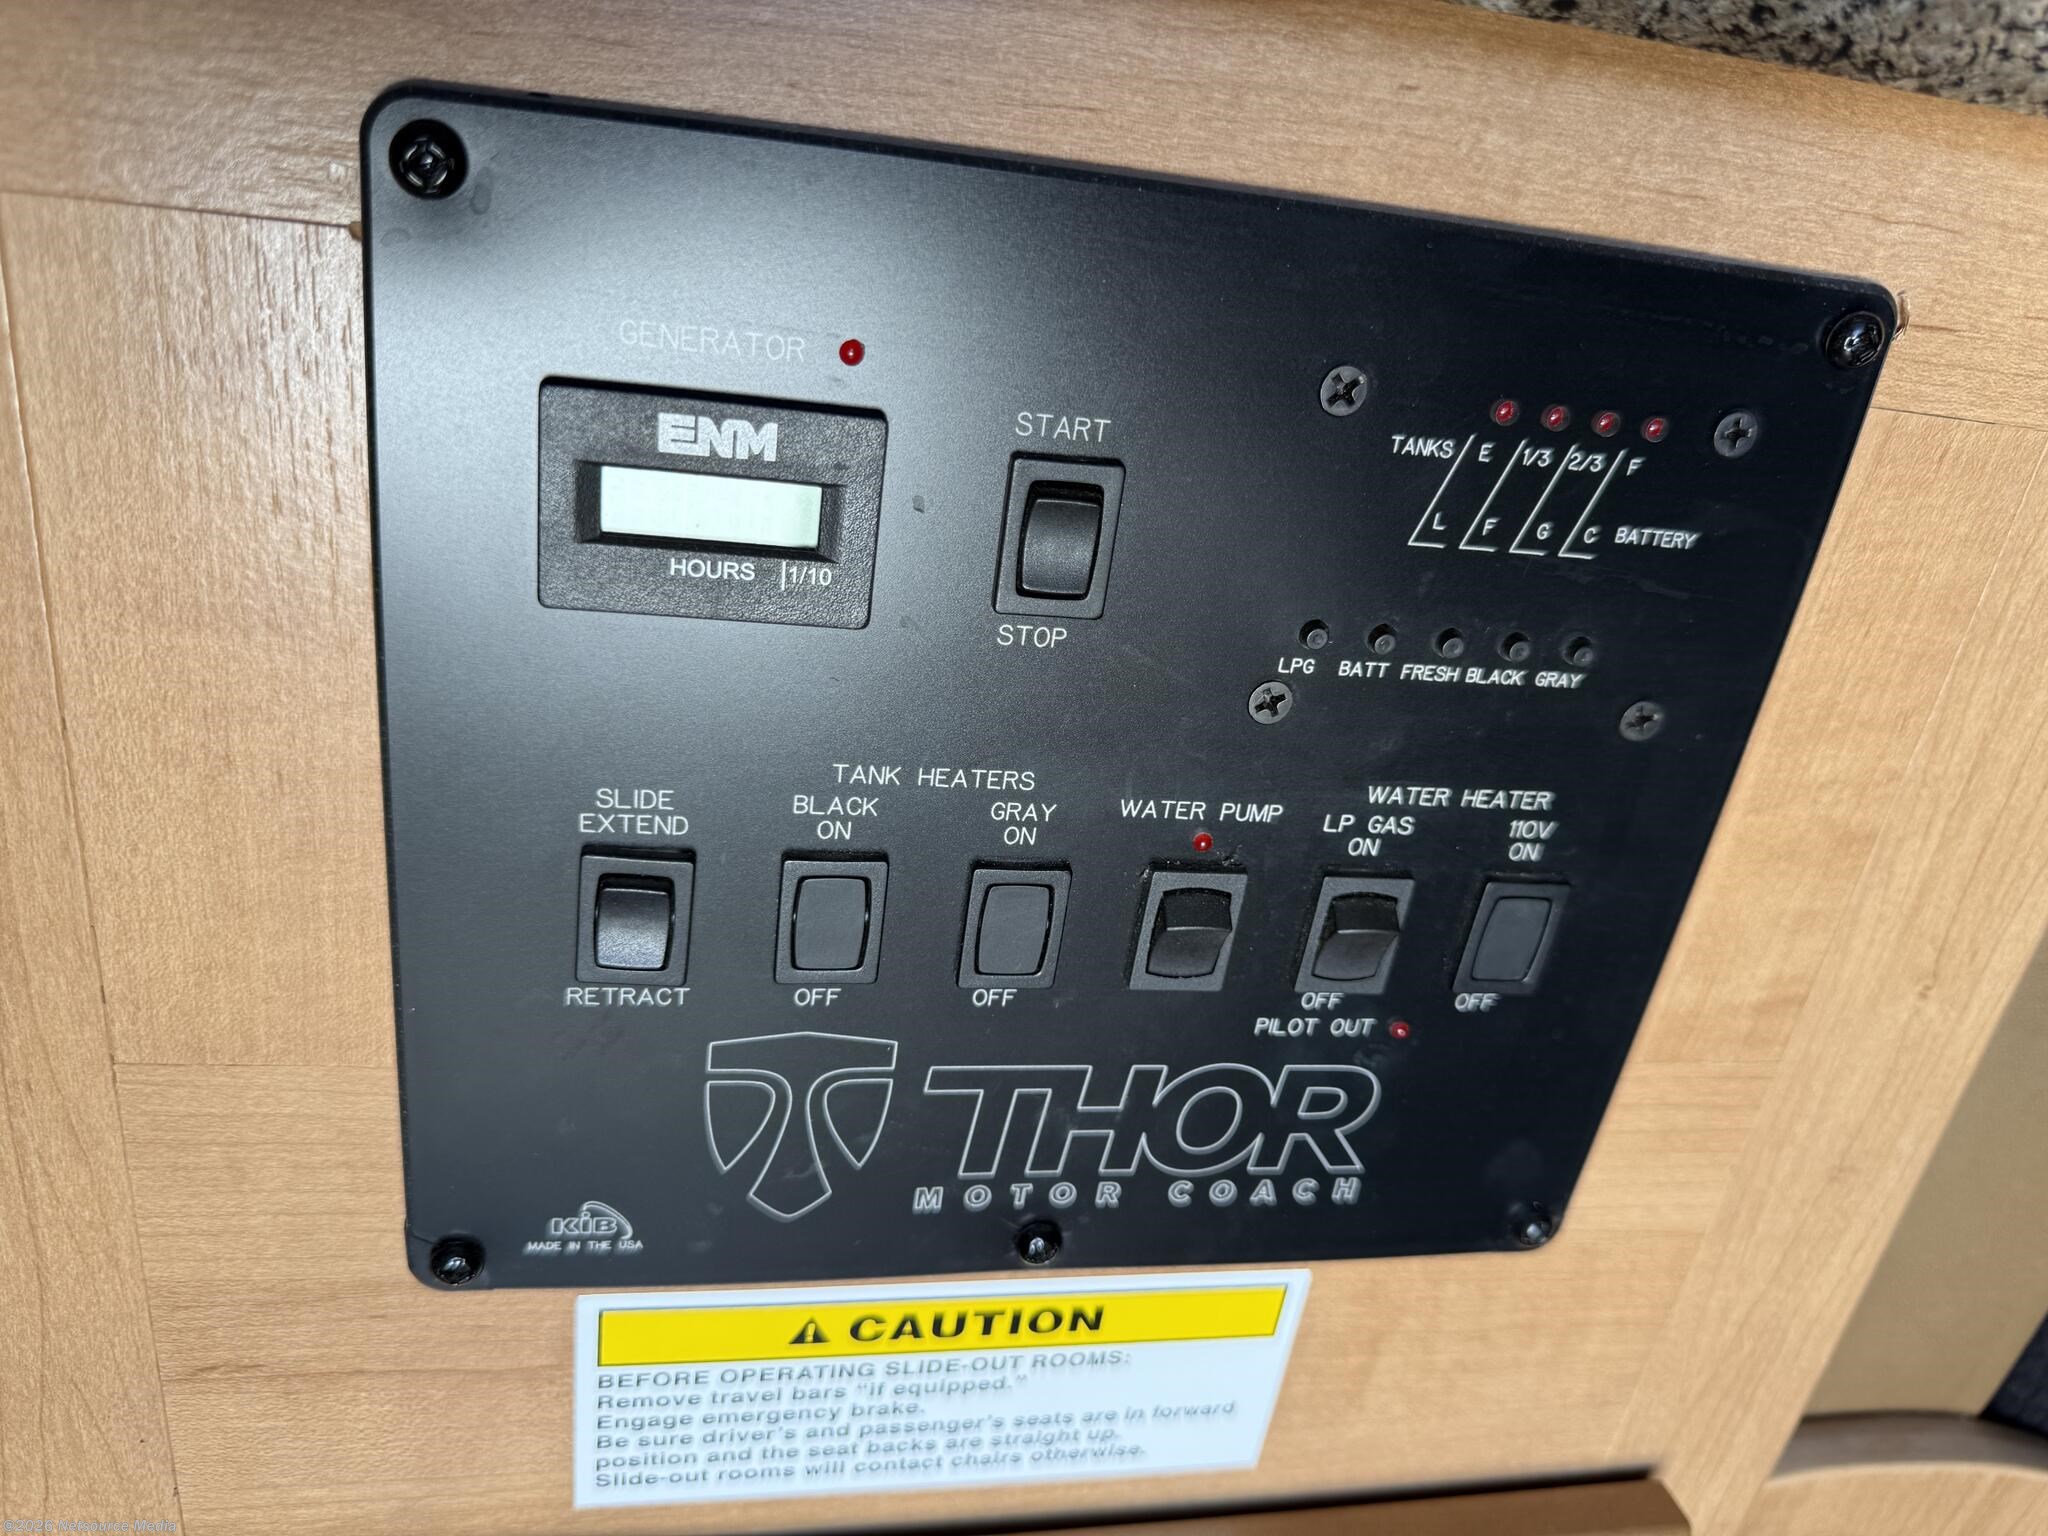 GENERATOR
ENM
HOURS 1/10
START
STOP
TANKS E 1/3 2/3 F
L F G C BATTERY
LPG BATT FRESH BLACK GRAY
SLIDE
EXTEND
RETRACT
TANK HEATERS
BLACK
ON
OFF
GRAY
ON
OFF
WATER PUMP
WATER HEATER
LP GAS
ON
OFF
PILOT OUT
110V
ON
OFF
THOR
MOTOR COACH
KIB
MADE IN THE USA
CAUTION
BEFORE OPERATING SLIDE-OUT ROOMS:
Remove travel bars "if equipped."
Engage emergency brake.
Be sure driver's and passenger's seats are in forward
position and the seat backs are straight up.
Slide-out rooms will contact chairs otherwise.
©2026 Netsource Media